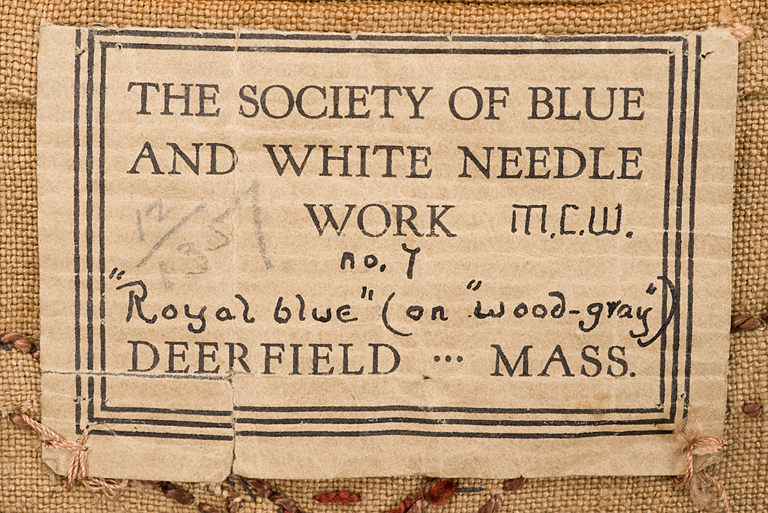 THE SOCIETY OF BLUE
AND WHITE NEEDLE
WORK M.C.W.
no. 7
"Royal blue" (on "wood-gray")
DEERFIELD ... MASS.